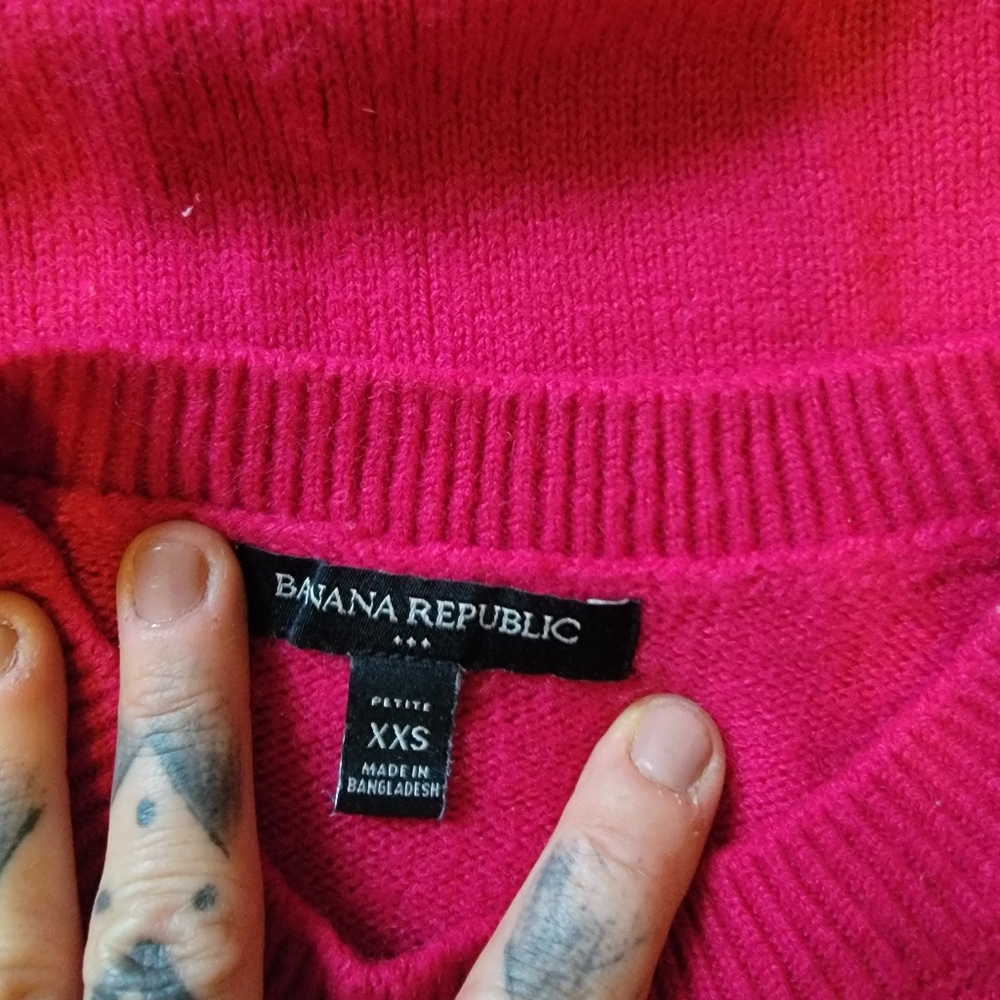 BANANA REPUBLIC
PETITE
XXS
MADE IN
BANGLADESH